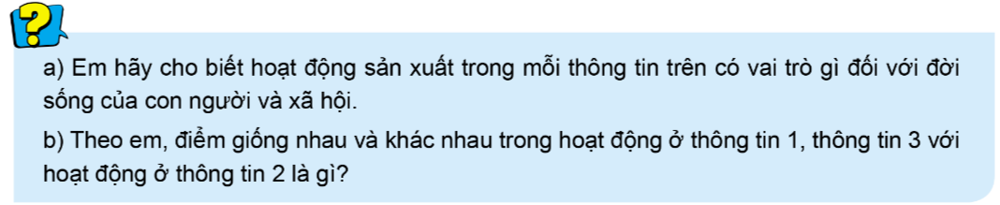 ?
a) Em hãy cho biết hoạt động sản xuất trong mỗi thông tin trên có vai trò gì đối với đời
sống của con người và xã hội.
b) Theo em, điểm giống nhau và khác nhau trong hoạt động ở thông tin 1, thông tin 3 với
hoạt động ở thông tin 2 là gì?